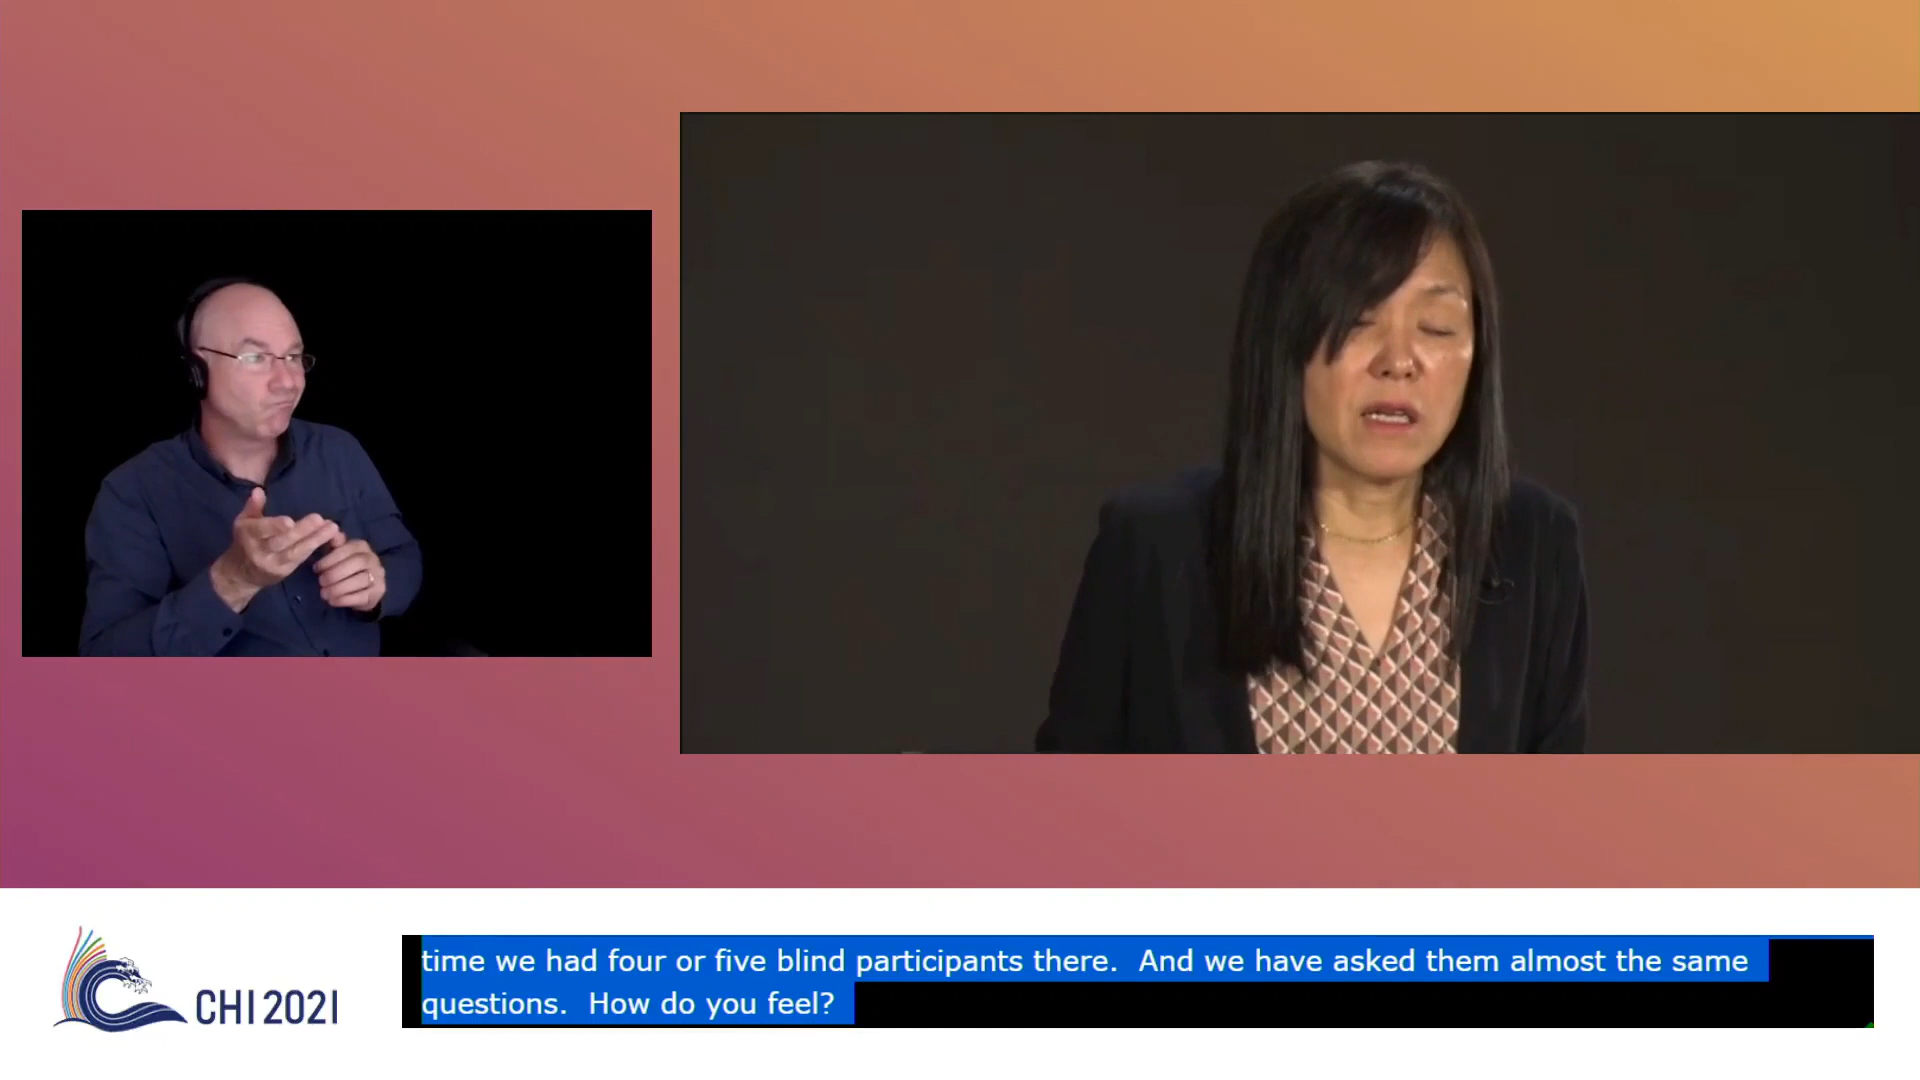 time we had four or five blind participants there.  And we have asked them almost the same
questions.  How do you feel?
CHI 2021